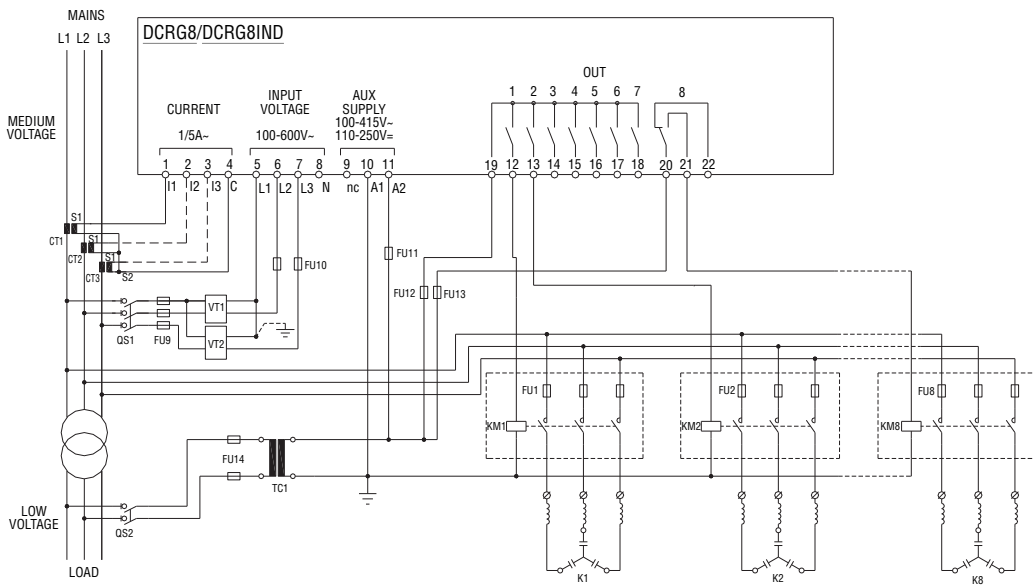 MAINS
L1 L2 L3
DCRG8/DCRG8IND
MEDIUM
VOLTAGE
CURRENT
1/5A~
INPUT
VOLTAGE
100-600V~
AUX
SUPPLY
100-415V~
110-250V=
OUT
1 2 3 4 5 6 7 8
1 2 3 4 5 6 7 8 9 10 11 19 12 13 14 15 16 17 18 20 21 22
I1 I2 I3 C L1 L2 L3 N nc A1 A2
S1
CT1
S1
CT2
S1
CT3 S2
FU11
FU10
FU12 FU13
VT1
QS1 FU9
VT2
FU1 FU2 FU8
KM1 KM2 KM8
FU14
TC1
LOW
VOLTAGE
QS2
LOAD
K1 K2 K8